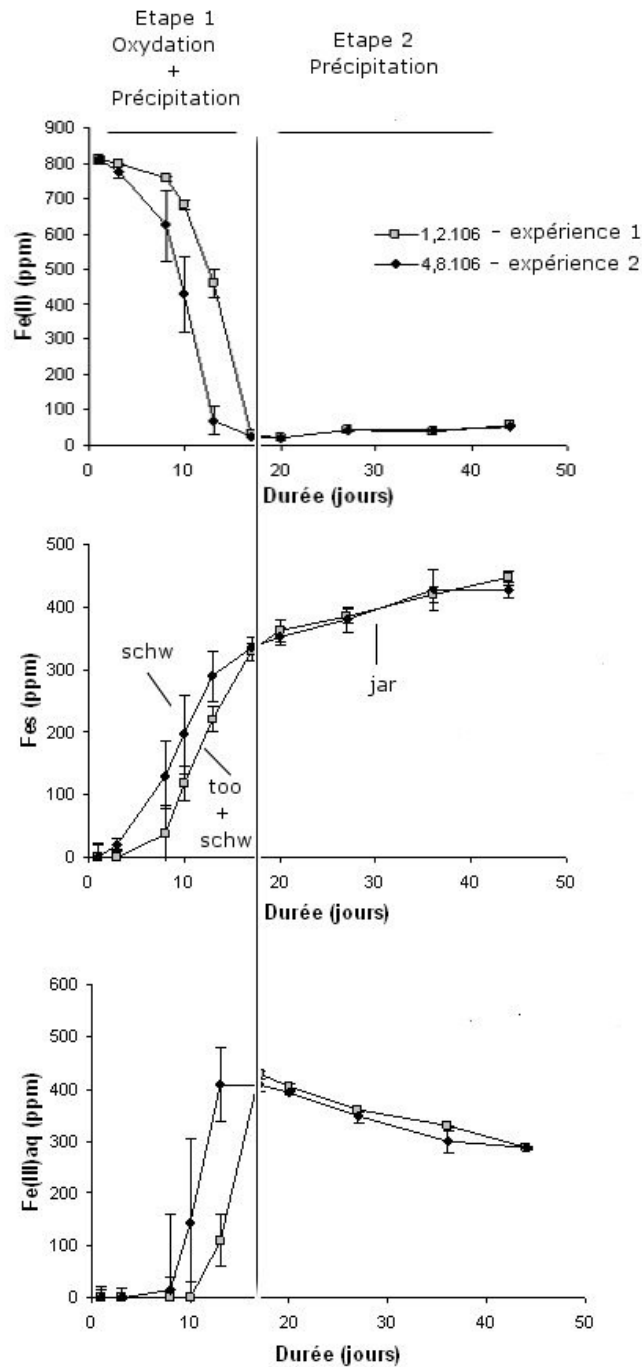 Etape 1
Oxydation
+
Précipitation
Etape 2
Précipitation
900
800
700
600
500
400
300
200
100
0
Fe(II) (ppm)
1,2.106 - expérience 1
4,8.106 - expérience 2
0 10 20 30 40 50
Durée (jours)
500
400
300
200
100
0
Fes (ppm)
schw
too
+
schw
jar
0 10 20 30 40 50
Durée (jours)
600
500
400
300
200
100
0
Fe(III)aq (ppm)
0 10 20 30 40 50
Durée (jours)